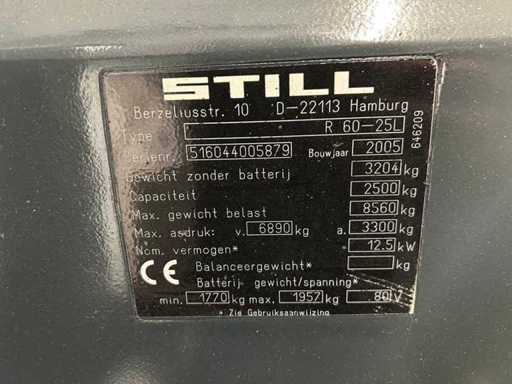 STILL
Berzeliusstr. 10 D-22113 Hamburg
Type R 60-25L
Serienr. 516044005879 Bouwjaar 2005
Gewicht zonder batterij 3204 kg
Capaciteit 2500 kg
Max. gewicht belast 8560 kg
Max. asdruk: v. 6890 kg a. 3300 kg
Nom. vermogen* 12.5 kW
CE Balanceergewicht* kg
Batterij gewicht/spanning*
min. 1770 kg max. 1957 kg 80 V
* Zie Gebruiksaanwijzing
646209